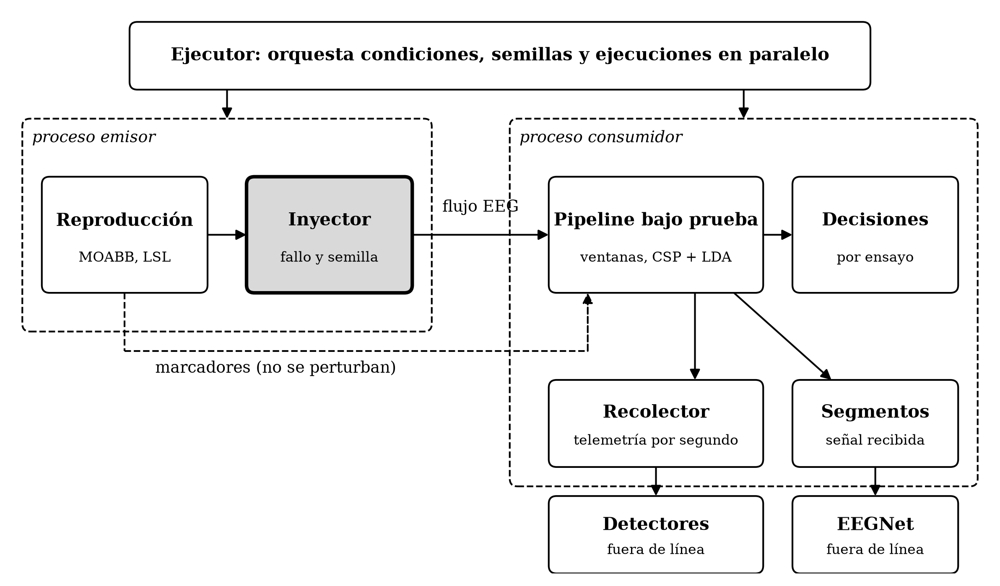 Ejecutor: orquesta condiciones, semillas y ejecuciones en paralelo
proceso emisor
proceso consumidor
Reproducción
MOABB, LSL
Inyector
fallo y semilla
flujo EEG
Pipeline bajo prueba
ventanas, CSP + LDA
Decisiones
por ensayo
marcadores (no se perturban)
Recolector
telemetría por segundo
Segmentos
señal recibida
Detectores
fuera de línea
EEGNet
fuera de línea